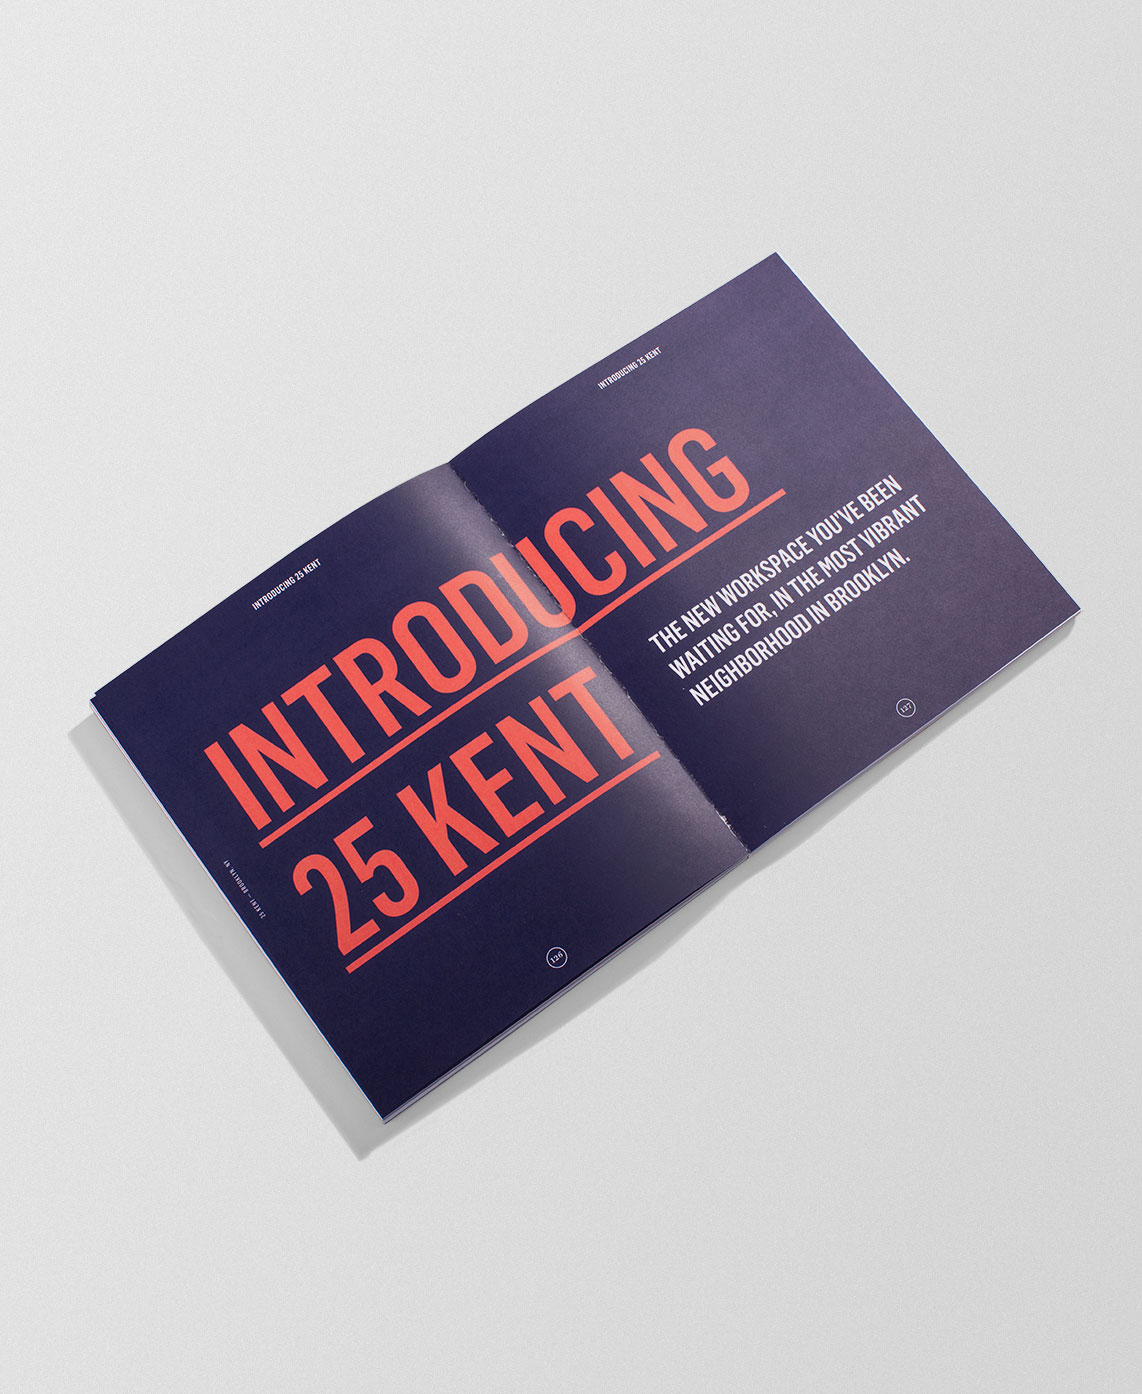 INTRODUCING 25 KENT
INTRODUCING
25 KENT
25 KENT — BROOKLYN, NY
126
INTRODUCING 25 KENT
THE NEW WORKSPACE YOU'VE BEEN
WAITING FOR, IN THE MOST VIBRANT
NEIGHBORHOOD IN BROOKLYN.
127